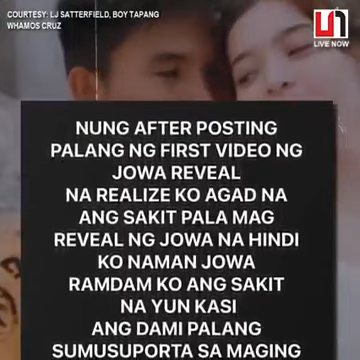 COURTESY: LJ SATTERFIELD, BOY TAPANG
WHAMOS CRUZ
LIVE NOW
NUNG AFTER POSTING
PALANG NG FIRST VIDEO NG
JOWA REVEAL
NA REALIZE KO AGAD NA
ANG SAKIT PALA MAG
REVEAL NG JOWA NA HINDI
KO NAMAN JOWA
RAMDAM KO ANG SAKIT
NA YUN KASI
ANG DAMI PALANG
SUMUSUPORTA SA MAGING